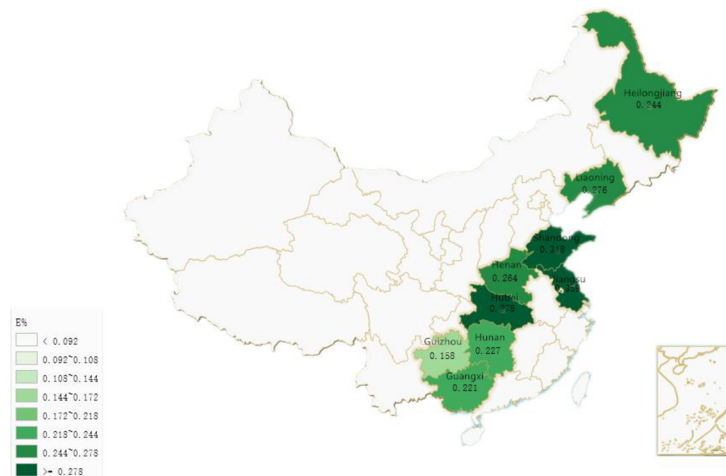 Heilongjiang
0.244
Liaoning
0.276
Shandong
Henan
0.264
Hubei
Guizhou
0.158
Hunan
0.227
Guangxi
0.221
E%
< 0.092
0.092~0.108
0.108~0.144
0.144~0.172
0.172~0.218
0.218~0.244
0.244~0.278
>= 0.278